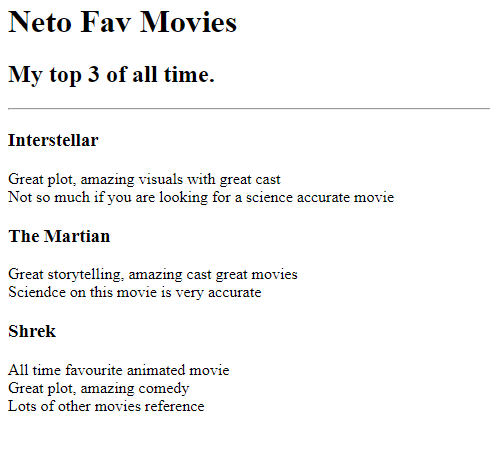 Neto Fav Movies
My top 3 of all time.
Interstellar
Great plot, amazing visuals with great cast
Not so much if you are looking for a science accurate movie
The Martian
Great storytelling, amazing cast great movies
Sciendce on this movie is very accurate
Shrek
All time favourite animated movie
Great plot, amazing comedy
Lots of other movies reference